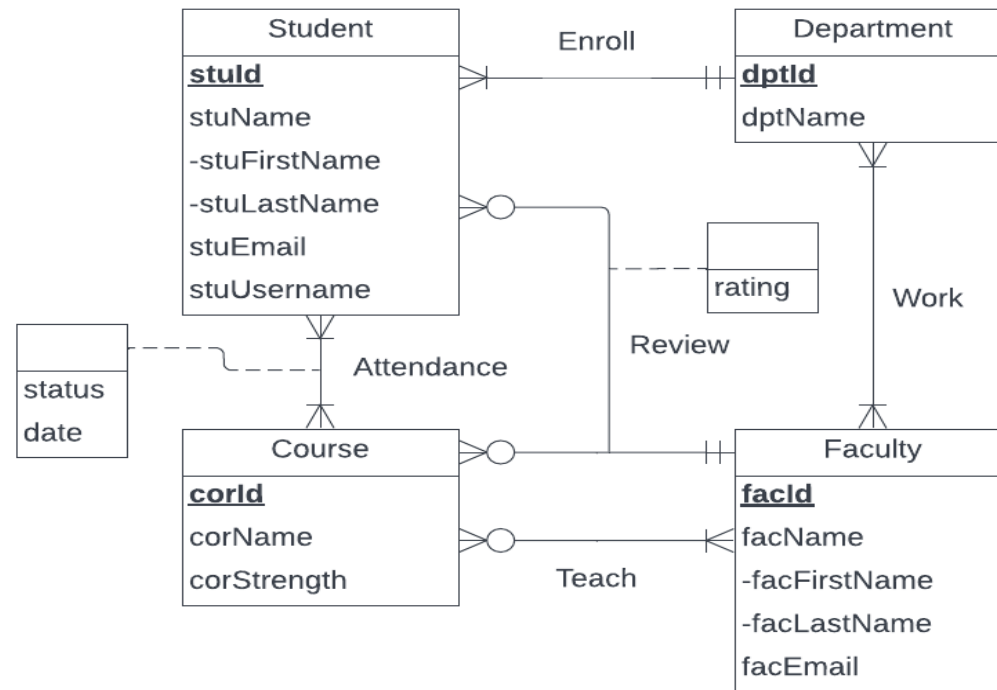 Student
stuId
stuName
-stuFirstName
-stuLastName
stuEmail
stuUsername
Enroll
Department
dptId
dptName
rating
Work
Review
Attendance
status
date
Course
corId
corName
corStrength
Teach
Faculty
facId
facName
-facFirstName
-facLastName
facEmail